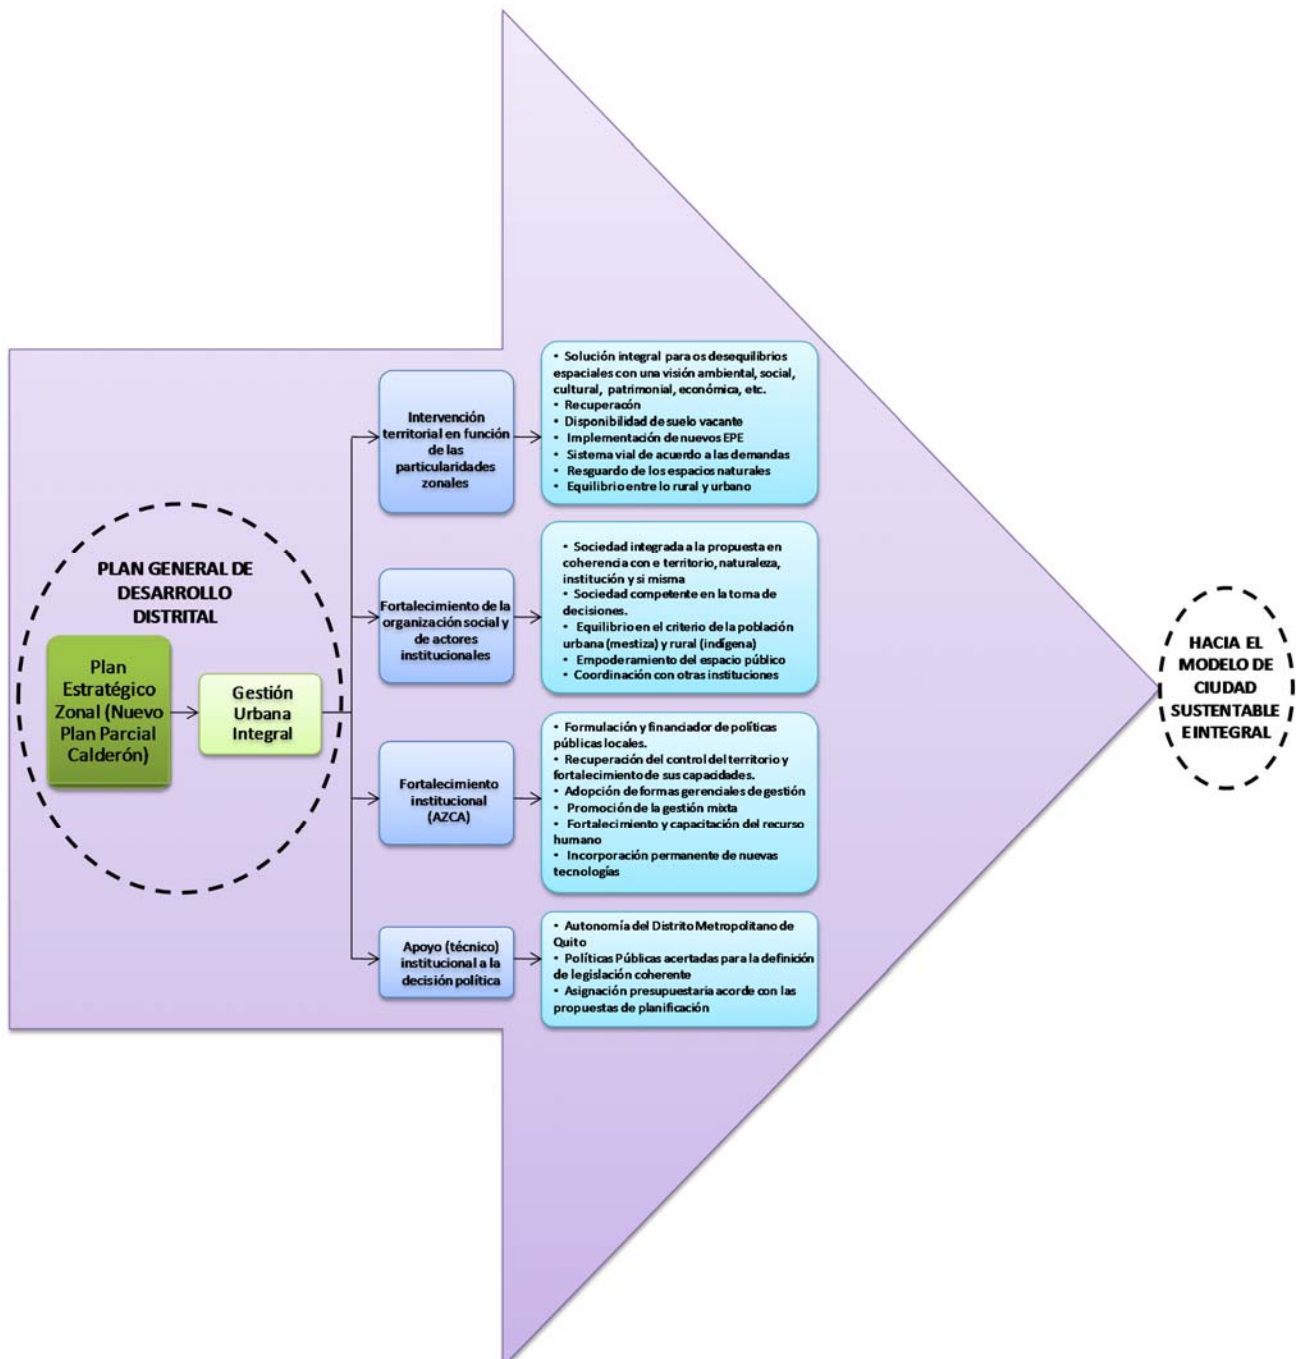 PLAN GENERAL DE
DESARROLLO
DISTRITAL
Plan
Estratégico
Zonal (Nuevo
Plan Parcial
Calderón)
Gestión
Urbana
Integral
Intervención
territorial en función
de las
particularidades
zonales
• Solución integral para os desequilibrios
espaciales con una visión ambiental, social,
cultural, patrimonial, económica, etc.
• Recuperacón
• Disponibilidad de suelo vacante
• Implementación de nuevos EPE
• Sistema vial de acuerdo a las demandas
• Resguardo de los espacios naturales
• Equilibrio entre lo rural y urbano
Fortalecimiento de la
organización social y
de actores
institucionales
• Sociedad integrada a la propuesta en
coherencia con e territorio, naturaleza,
institución y si misma
• Sociedad competente en la toma de
decisiones.
• Equilibrio en el criterio de la población
urbana (mestiza) y rural (indígena)
• Empoderamiento del espacio público
• Coordinación con otras instituciones
Fortalecimiento
institucional
(AZCA)
• Formulación y financiador de políticas
públicas locales.
• Recuperación del control del territorio y
fortalecimiento de sus capacidades.
• Adopción de formas gerenciales de gestión
• Promoción de la gestión mixta
• Fortalecimiento y capacitación del recurso
humano
• Incorporación permanente de nuevas
tecnologías
Apoyo (técnico)
institucional a la
decisión política
• Autonomía del Distrito Metropolitano de
Quito
• Políticas Públicas acertadas para la definición
de legislación coherente
• Asignación presupuestaria acorde con las
propuestas de planificación
HACIA EL
MODELO DE
CIUDAD
SUSTENTABLE
E INTEGRAL